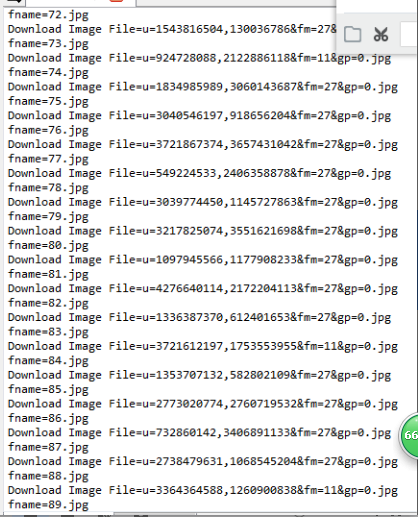 fname=72.jpg
Download Image File=u=1543816504,130036786&fm=27&
fname=73.jpg
Download Image File=u=924728088,2122886118&fm=11&gp=0.jpg
fname=74.jpg
Download Image File=u=1834985989,3060143687&fm=27&gp=0.jpg
fname=75.jpg
Download Image File=u=3040546197,918656204&fm=27&gp=0.jpg
fname=76.jpg
Download Image File=u=3721867374,3657431042&fm=27&gp=0.jpg
fname=77.jpg
Download Image File=u=549224533,2406358878&fm=27&gp=0.jpg
fname=78.jpg
Download Image File=u=3039774450,1145727863&fm=27&gp=0.jpg
fname=79.jpg
Download Image File=u=3217825074,3551621698&fm=27&gp=0.jpg
fname=80.jpg
Download Image File=u=1097945566,1177908233&fm=27&gp=0.jpg
fname=81.jpg
Download Image File=u=4276640114,2172204113&fm=27&gp=0.jpg
fname=82.jpg
Download Image File=u=1336387370,612401653&fm=27&gp=0.jpg
fname=83.jpg
Download Image File=u=3721612197,1753553955&fm=11&gp=0.jpg
fname=84.jpg
Download Image File=u=1353707132,582802109&fm=27&gp=0.jpg
fname=85.jpg
Download Image File=u=2773020774,2760719532&fm=27&gp=0.jpg
fname=86.jpg
Download Image File=u=732860142,3406891133&fm=27&gp=0.jpg
66
fname=87.jpg
Download Image File=u=2738479631,1068545204&fm=27&gp=0.jpg
fname=88.jpg
Download Image File=u=3364364588,1260900838&fm=11&gp=0.jpg
fname=89.jpg